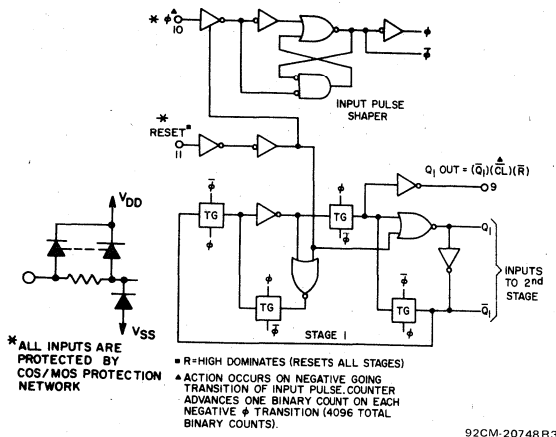 * ϕ▲
10
ϕ
ϕ̅
INPUT PULSE
SHAPER
*
RESET■
11
Q1 OUT = (Q̅1)(C̅L̅▲)(R̅)
9
ϕ̅
TG
ϕ
ϕ
TG
ϕ̅
Q1
INPUTS
TO 2nd
STAGE
ϕ
TG
ϕ̅
ϕ̅
TG
ϕ
Q̅1
STAGE 1
VDD
VSS
*ALL INPUTS ARE
PROTECTED BY
COS/MOS PROTECTION
NETWORK
■ R=HIGH DOMINATES (RESETS ALL STAGES)
▲ ACTION OCCURS ON NEGATIVE GOING
TRANSITION OF INPUT PULSE. COUNTER
ADVANCES ONE BINARY COUNT ON EACH
NEGATIVE ϕ TRANSITION (4096 TOTAL
BINARY COUNTS).
92CM-20748R3